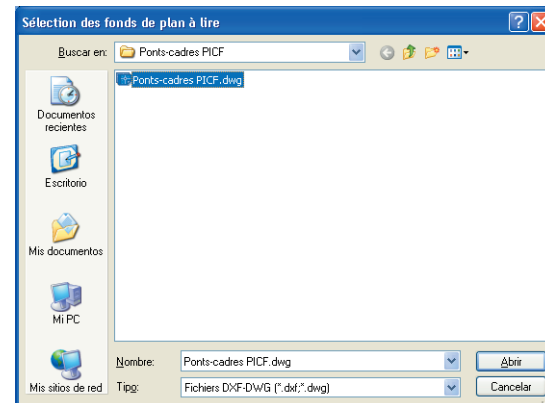 Sélection des fonds de plan à lire
Buscar en:
Ponts-cadres PICF
Ponts-cadres PICF.dwg
Documentos
recientes
Escritorio
Mis documentos
Mi PC
Mis sitios de red
Nombre:
Ponts-cadres PICF.dwg
Abrir
Tipo:
Fichiers DXF-DWG (*.dxf;*.dwg)
Cancelar